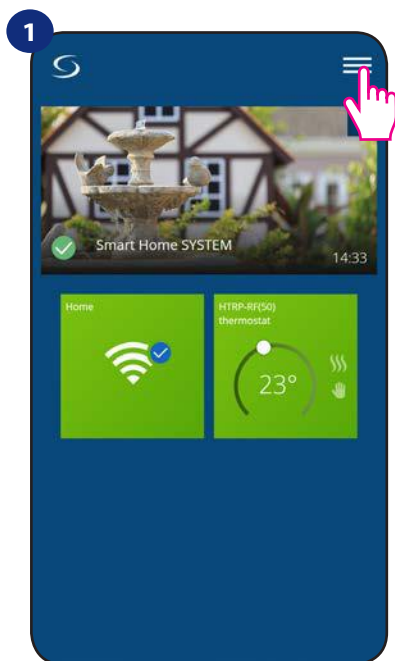 1
Smart Home SYSTEM
14:33
Home
HTRP-RF(50)
thermostat
23°